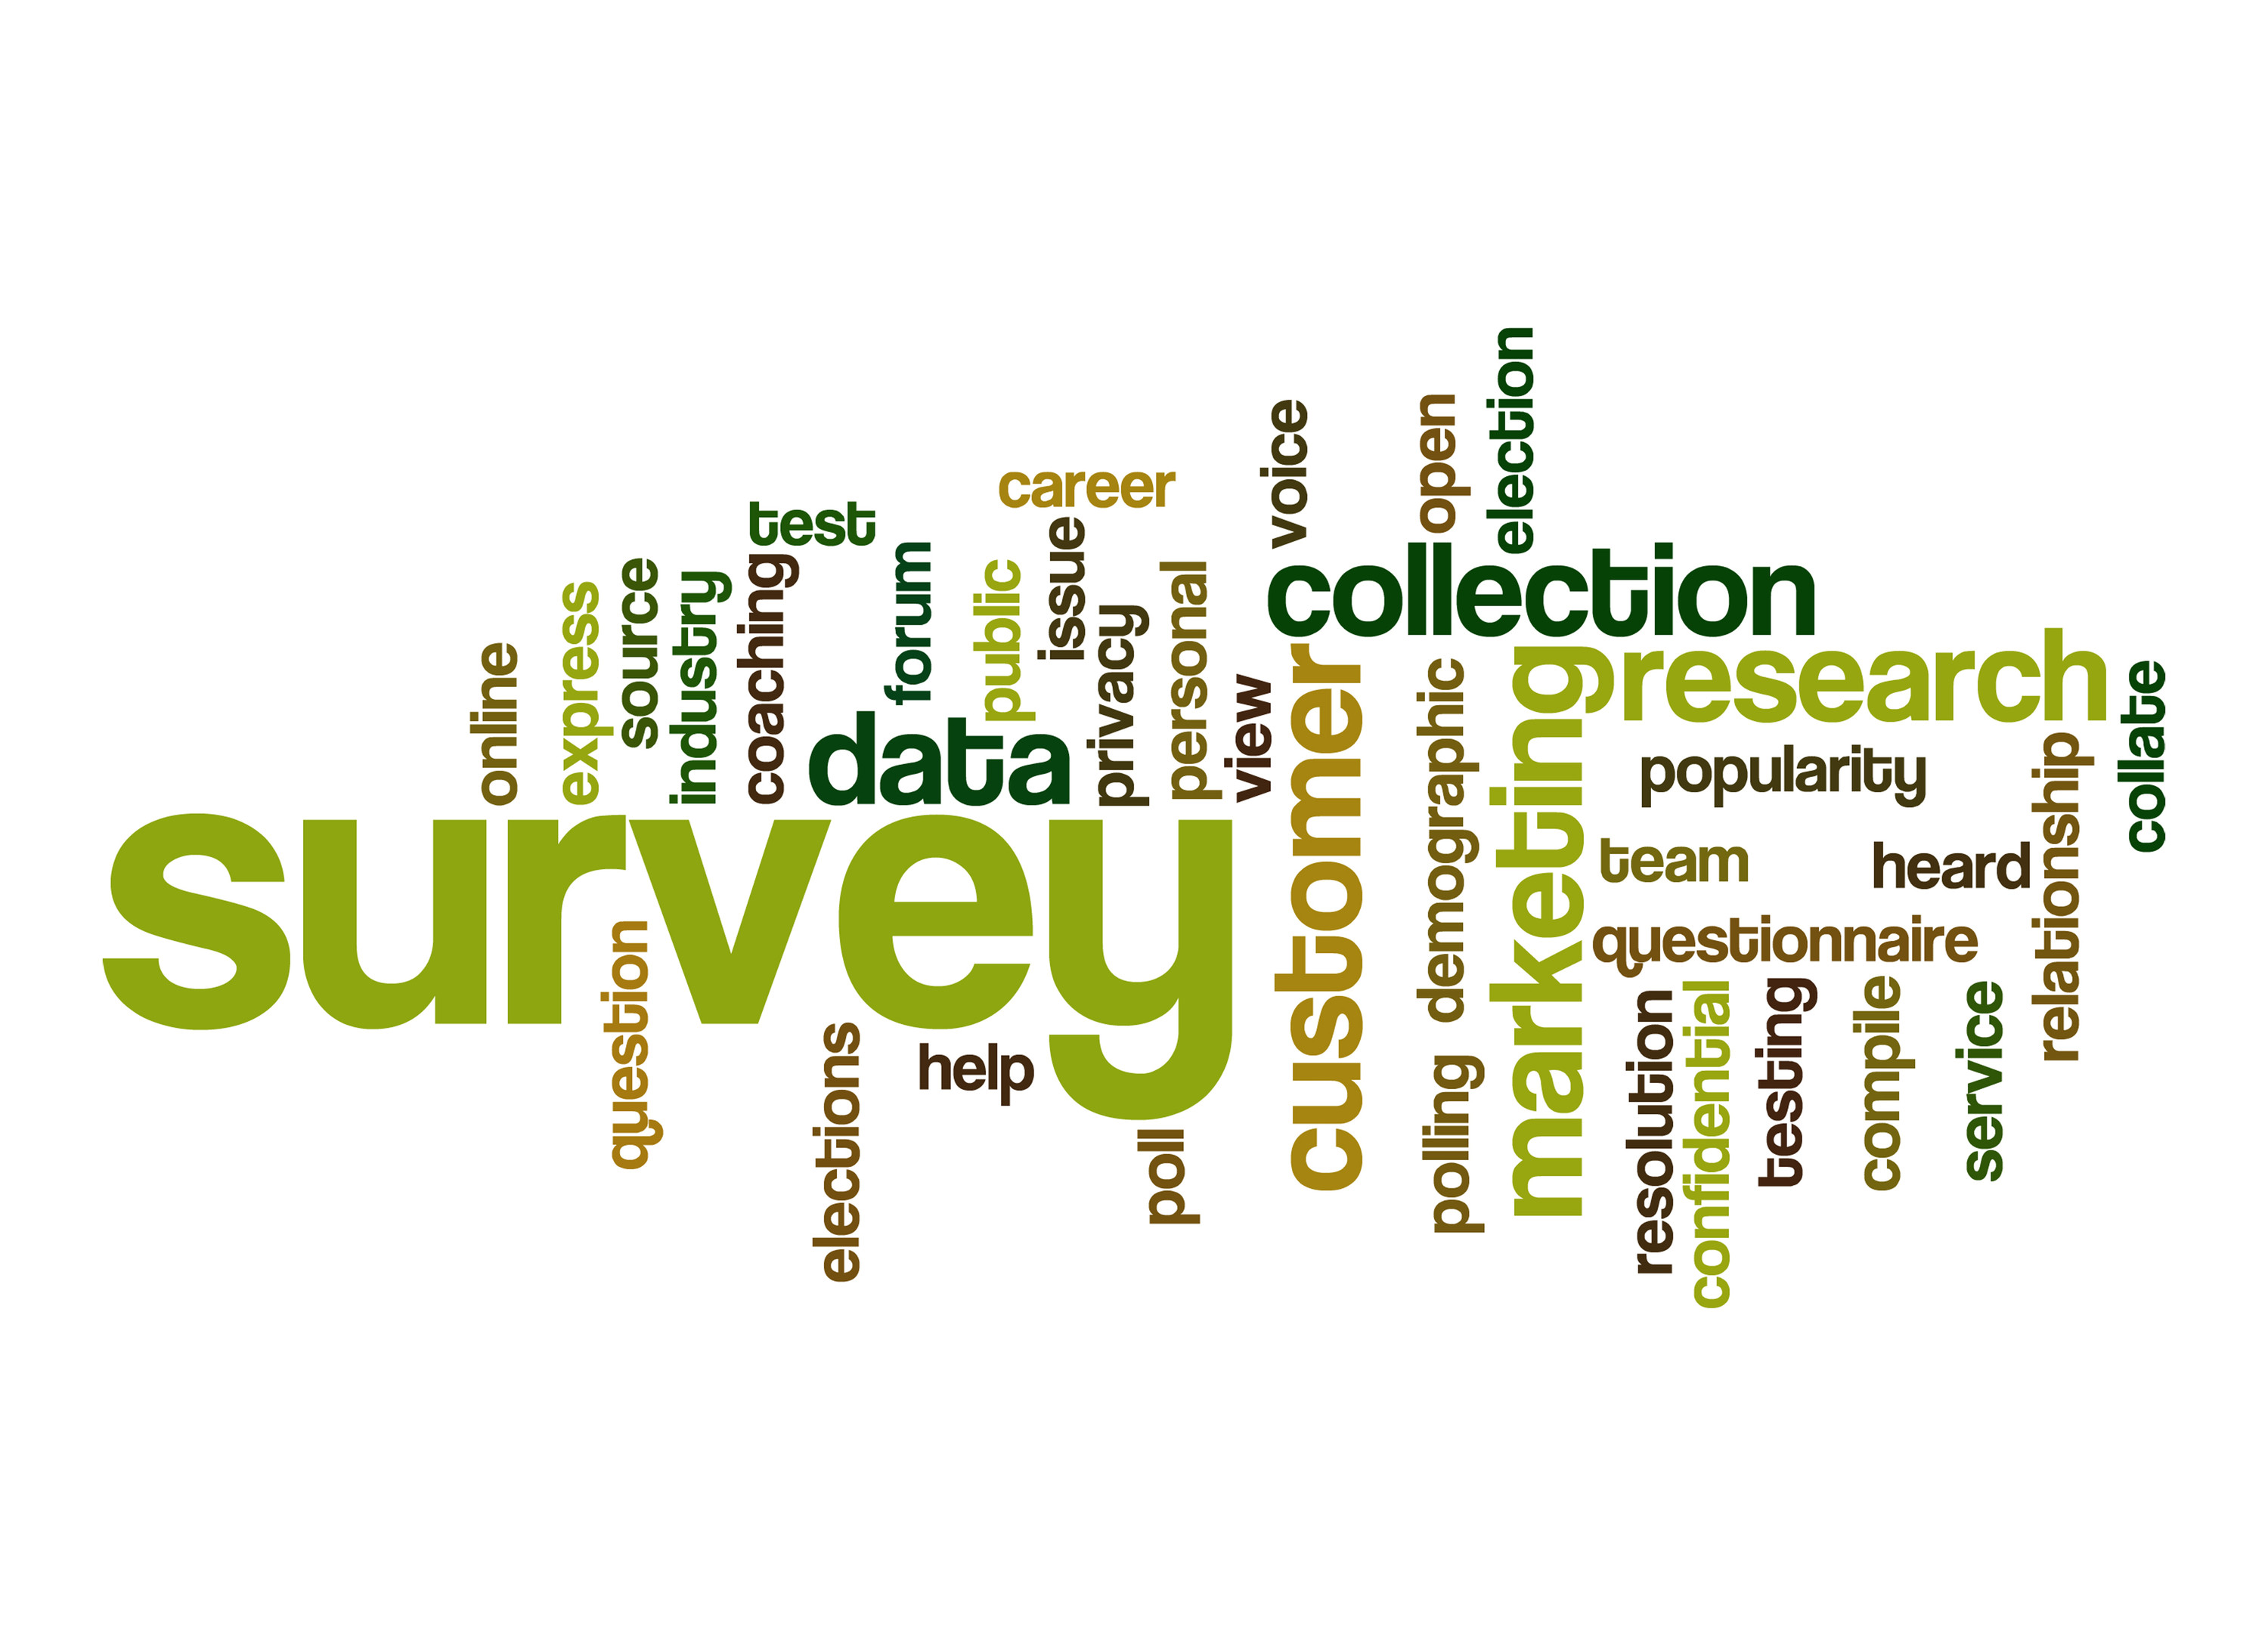 election
open
voice
career
test
collection
issue
forum
source
public
personal
industry
coaching
express
privacy
research
online
customer
marketing
demographic
collate
view
data
popularity
relationship
survey
team
heard
questionnaire
question
resolution
confidential
testing
compile
service
elections
help
polling
poll